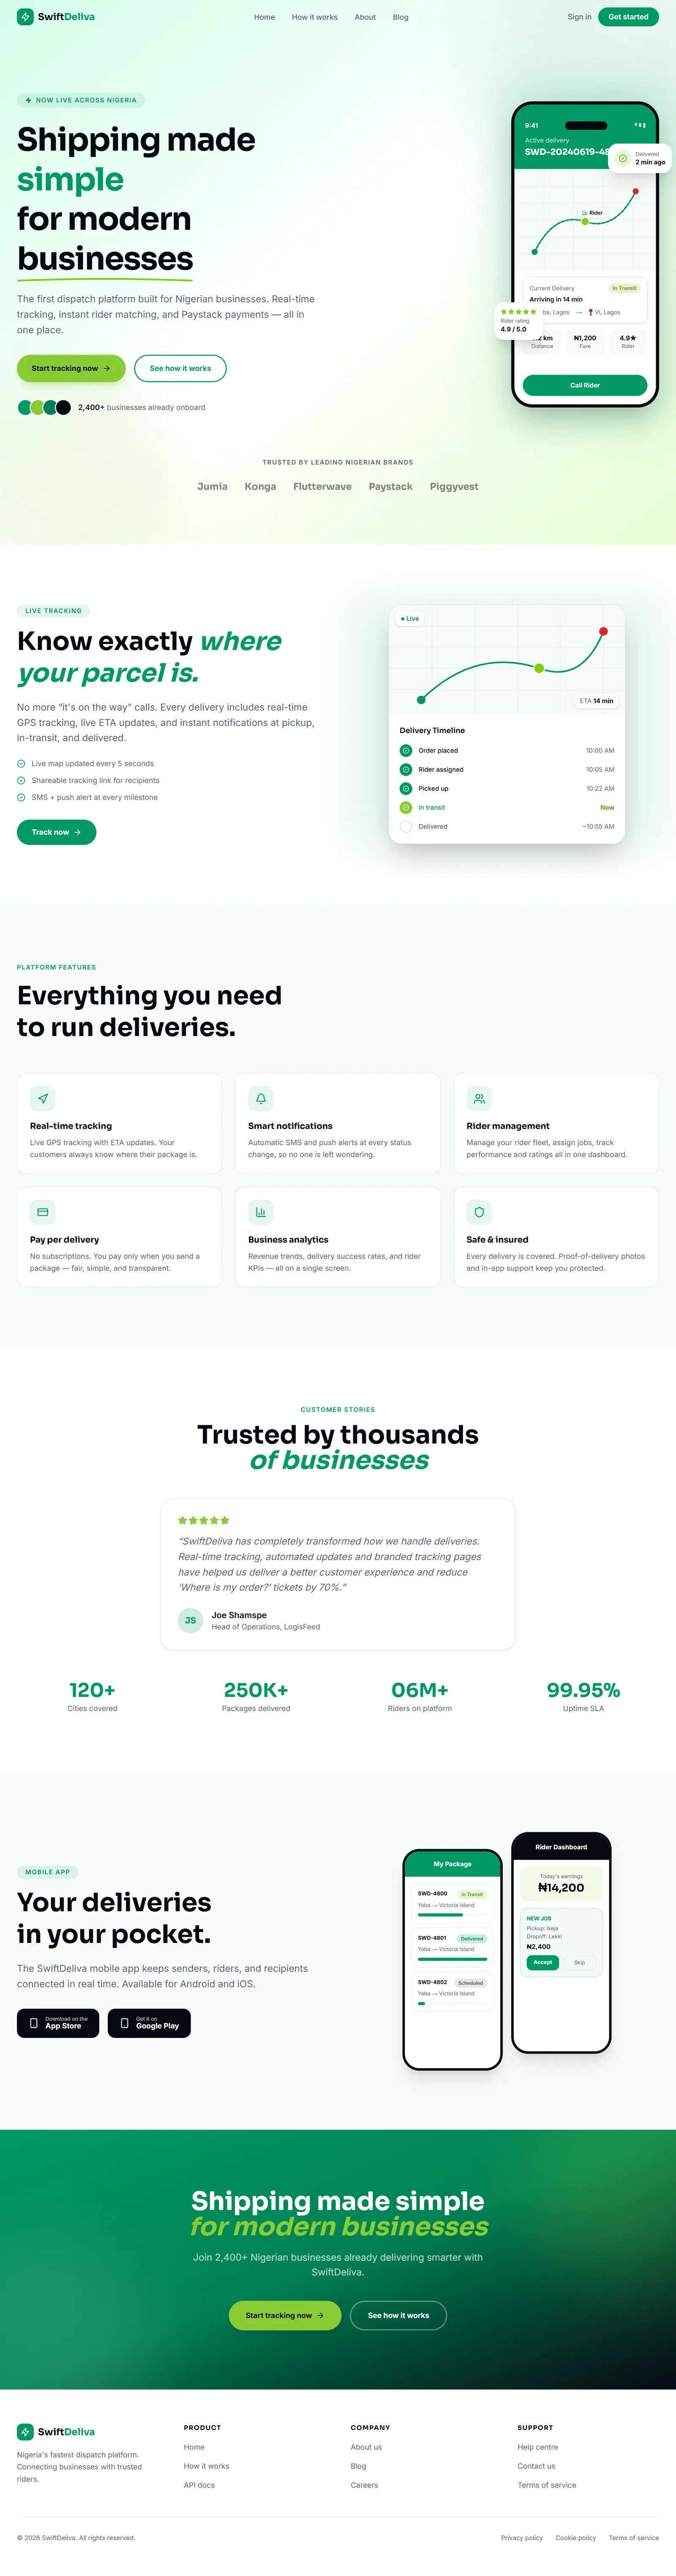 SwiftDeliva
Home
How it works
About
Blog
Sign in
Get started
NOW LIVE ACROSS NIGERIA
Shipping made
simple
for modern
businesses
The first dispatch platform built for Nigerian businesses. Real-time
tracking, instant rider matching, and Paystack payments — all in
one place.
Start tracking now
See how it works
2,400+ businesses already onboard
9:41
Active delivery
SWD-20240619-48
Delivered
2 min ago
Rider
Current Delivery
In Transit
Arriving in 14 min
ba, Lagos → VI, Lagos
Rider rating
4.9 / 5.0
km
Distance
₦1,200
Fare
4.9★
Rider
Call Rider
TRUSTED BY LEADING NIGERIAN BRANDS
Jumia
Konga
Flutterwave
Paystack
Piggyvest
LIVE TRACKING
Know exactly where
your parcel is.
No more “it's on the way” calls. Every delivery includes real-time
GPS tracking, live ETA updates, and instant notifications at pickup,
in-transit, and delivered.
Live map updated every 5 seconds
Shareable tracking link for recipients
SMS + push alert at every milestone
Track now
Live
ETA 14 min
Delivery Timeline
Order placed 10:00 AM
Rider assigned 10:05 AM
Picked up 10:22 AM
In transit Now
Delivered ~10:55 AM
PLATFORM FEATURES
Everything you need
to run deliveries.
Real-time tracking
Live GPS tracking with ETA updates. Your
customers always know where their package is.
Smart notifications
Automatic SMS and push alerts at every status
change, so no one is left wondering.
Rider management
Manage your rider fleet, assign jobs, track
performance and ratings all in one dashboard.
Pay per delivery
No subscriptions. You pay only when you send a
package — fair, simple, and transparent.
Business analytics
Revenue trends, delivery success rates, and rider
KPIs — all on a single screen.
Safe & insured
Every delivery is covered. Proof-of-delivery photos
and in-app support keep you protected.
CUSTOMER STORIES
Trusted by thousands
of businesses
“SwiftDeliva has completely transformed how we handle deliveries.
Real-time tracking, automated updates and branded tracking pages
have helped us deliver a better customer experience and reduce
‘Where is my order?’ tickets by 70%.”
JS
Joe Shamspe
Head of Operations, LogisFeed
120+
Cities covered
250K+
Packages delivered
06M+
Riders on platform
99.95%
Uptime SLA
MOBILE APP
Your deliveries
in your pocket.
The SwiftDeliva mobile app keeps senders, riders, and recipients
connected in real time. Available for Android and iOS.
Download on the
App Store
Get it on
Google Play
My Package
SWD-4800 In Transit
Yaba → Victoria Island
SWD-4801 Delivered
Yaba → Victoria Island
SWD-4802 Scheduled
Yaba → Victoria Island
Rider Dashboard
Today's earnings
₦14,200
NEW JOB
Pickup: Ikeja
Dropoff: Lekki
₦2,400
Accept
Skip
Shipping made simple
for modern businesses
Join 2,400+ Nigerian businesses already delivering smarter with
SwiftDeliva.
Start tracking now
See how it works
SwiftDeliva
Nigeria's fastest dispatch platform.
Connecting businesses with trusted
riders.
PRODUCT
Home
How it works
API docs
COMPANY
About us
Blog
Careers
SUPPORT
Help centre
Contact us
Terms of service
© 2026 SwiftDeliva. All rights reserved.
Privacy policy
Cookie policy
Terms of service